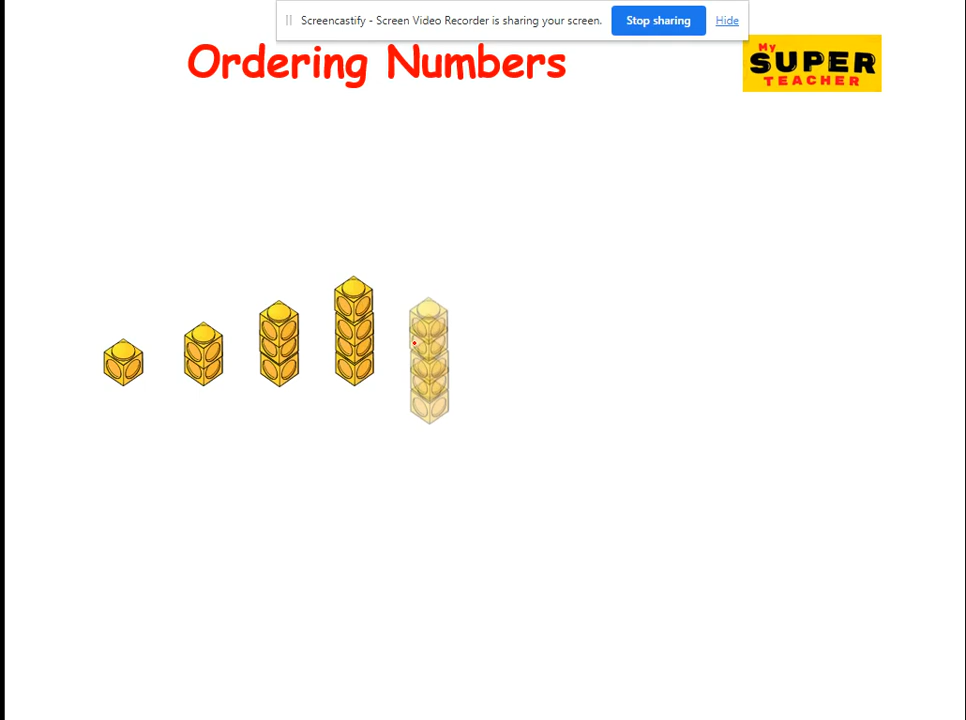 Screencastify - Screen Video Recorder is sharing your screen. Stop sharing Hide
Ordering Numbers
My
SUPER
TEACHER